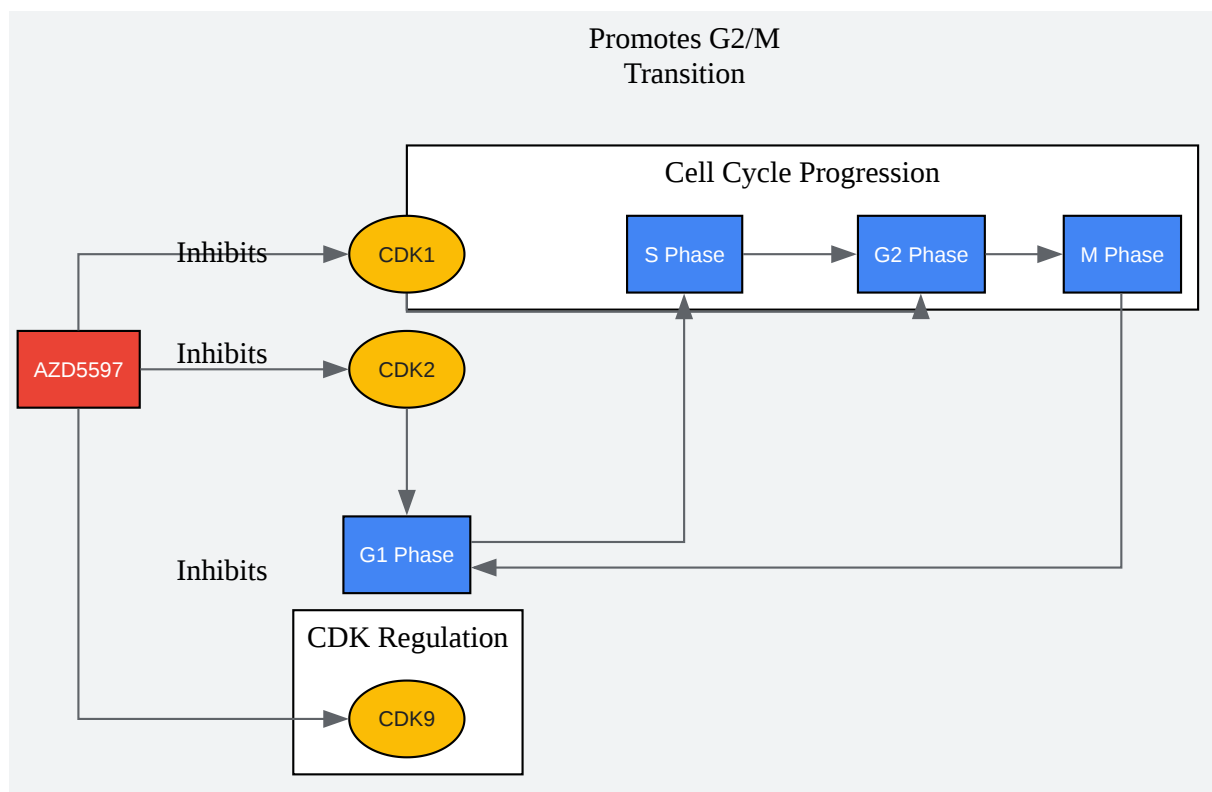 Promotes G2/M
Transition
Cell Cycle Progression
Inhibits
CDK1
S Phase
G2 Phase
M Phase
AZD5597
Inhibits
CDK2
Inhibits
G1 Phase
CDK Regulation
CDK9